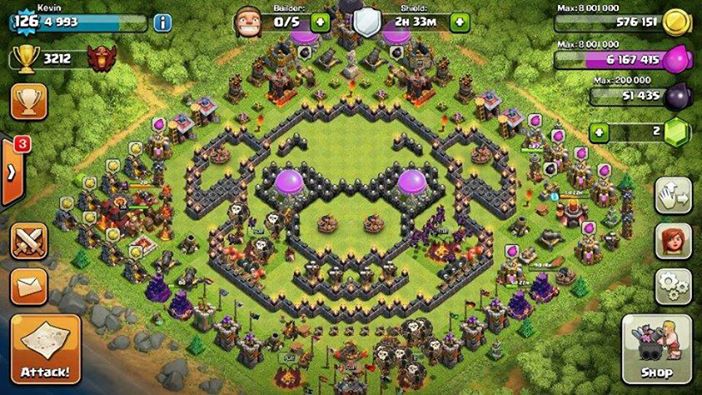 Kevin
126 4 993
3212
Builder:
0/5
Shield:
2H 33M
Max: 8 001 000
576 151
Max: 8 001 000
6 167 415
Max: 200 000
51 435
2
3
Attack!
Shop